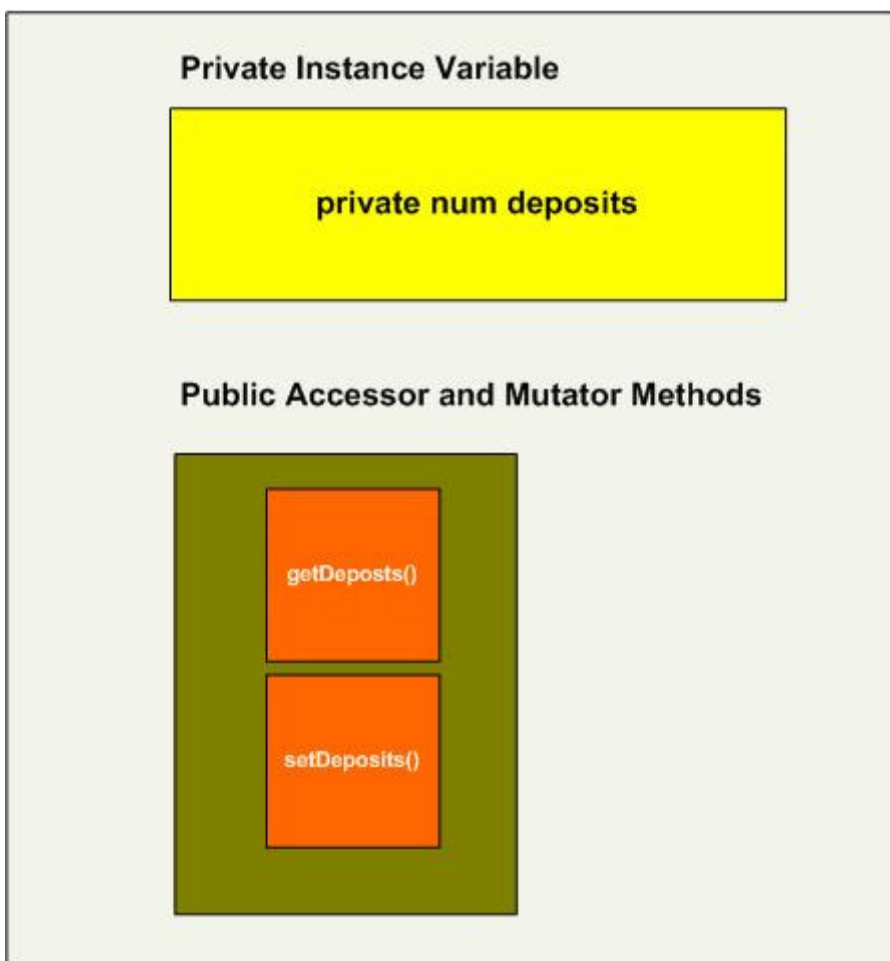 Private Instance Variable
private num deposits
Public Accessor and Mutator Methods
getDeposts()
setDeposits()